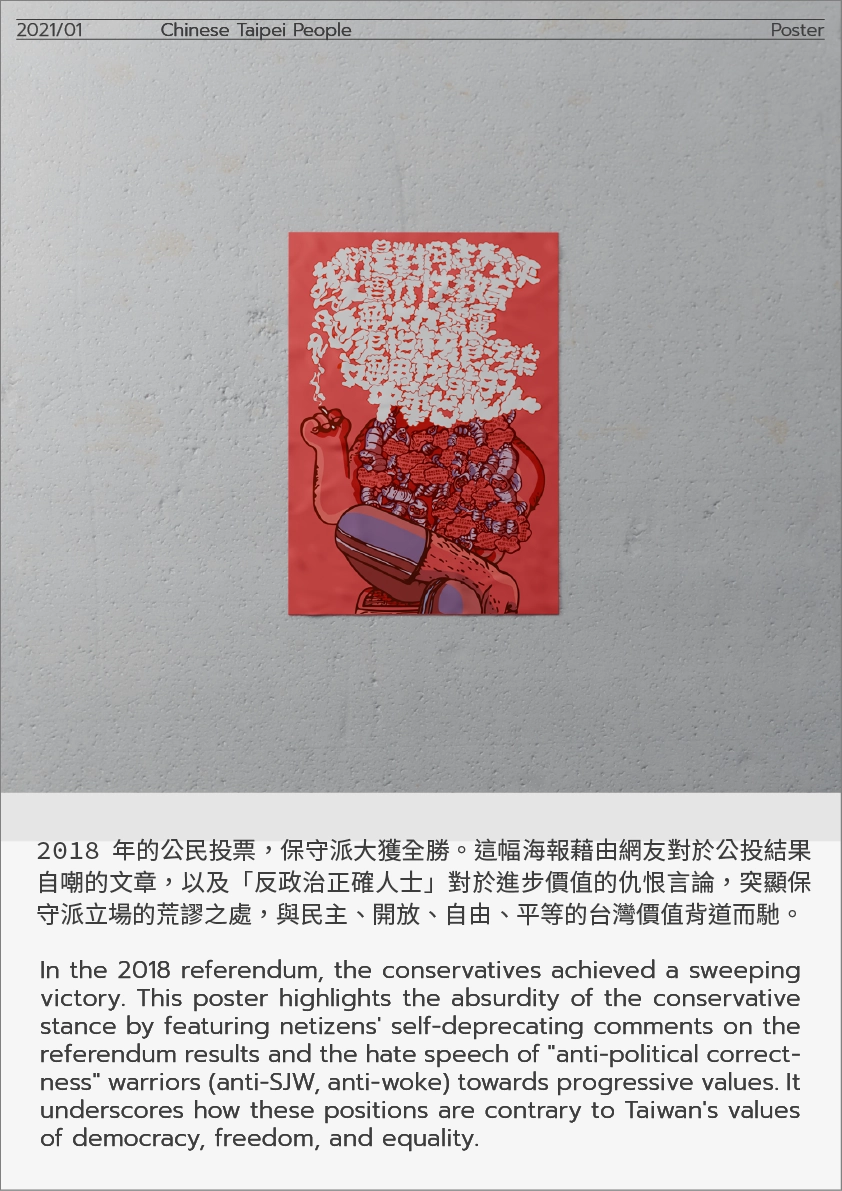 2021/01 Chinese Taipei People Poster
2018 年的公民投票，保守派大獲全勝。這幅海報藉由網友對於公投結果
自嘲的文章，以及「反政治正確人士」對於進步價值的仇恨言論，突顯保
守派立場的荒謬之處，與民主、開放、自由、平等的台灣價值背道而馳。
In the 2018 referendum, the conservatives achieved a sweeping
victory. This poster highlights the absurdity of the conservative
stance by featuring netizens' self-deprecating comments on the
referendum results and the hate speech of "anti-political correct-
ness" warriors (anti-SJW, anti-woke) towards progressive values. It
underscores how these positions are contrary to Taiwan's values
of democracy, freedom, and equality.